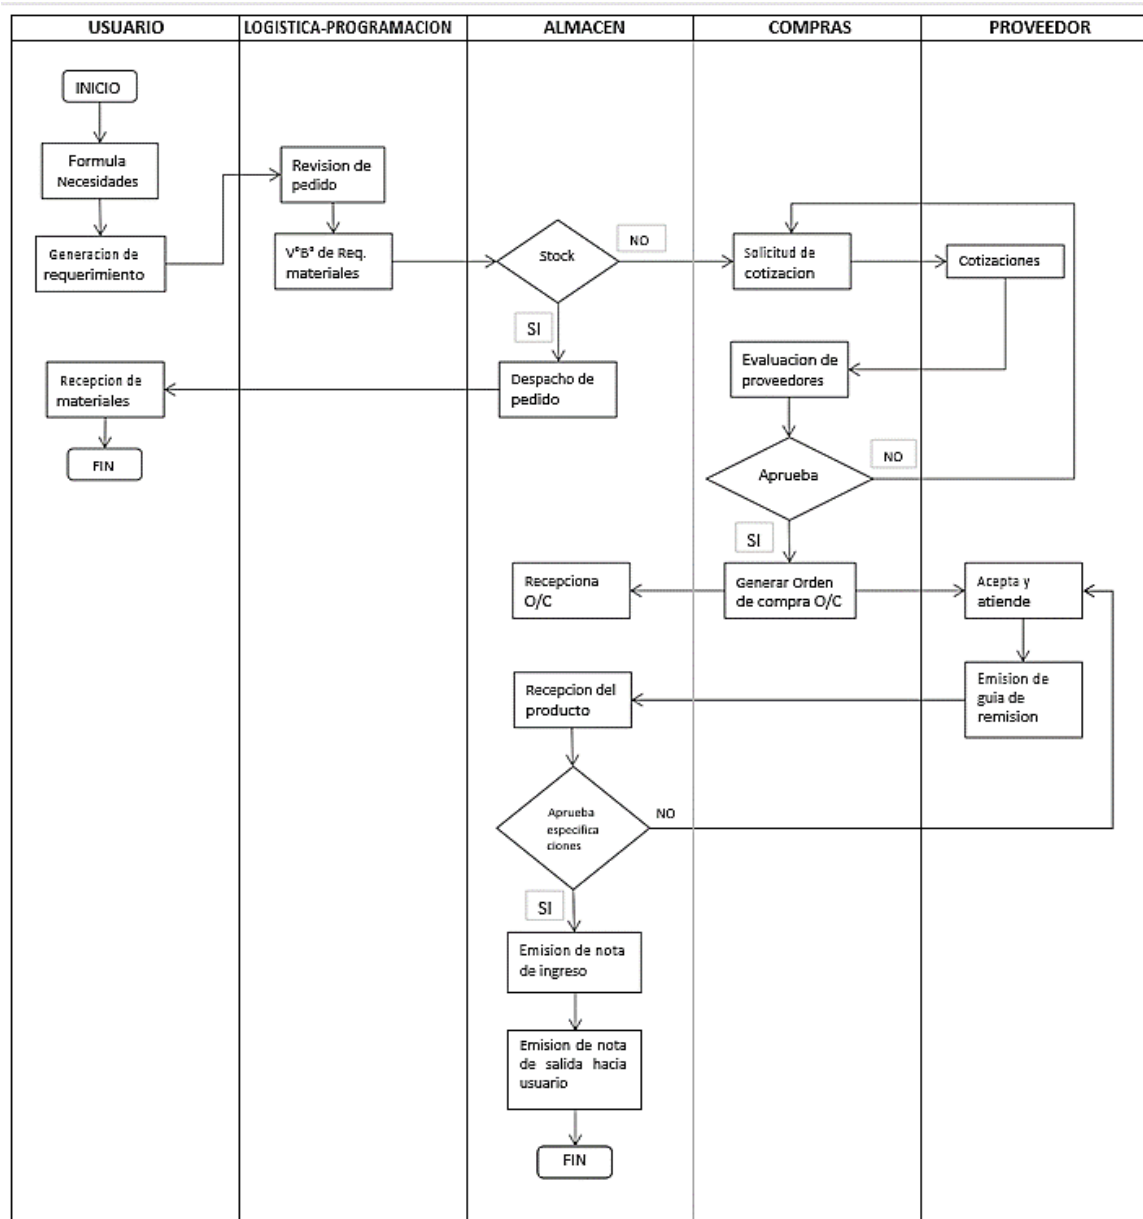 USUARIO
LOGISTICA-PROGRAMACION
ALMACEN
COMPRAS
PROVEEDOR
INICIO
Formula
Necesidades
Generacion de
requerimiento
Revision de
pedido
V°B° de Req.
materiales
Stock
NO
Solicitud de
cotizacion
Cotizaciones
SI
Recepcion de
materiales
Despacho de
pedido
Evaluacion de
proveedores
FIN
Aprueba
NO
SI
Recepciona
O/C
Generar Orden
de compra O/C
Acepta y
atiende
Recepcion del
producto
Emision de
guia de
remision
Aprueba
especifica
ciones
NO
SI
Emision de nota
de ingreso
Emision de nota
de salida hacia
usuario
FIN